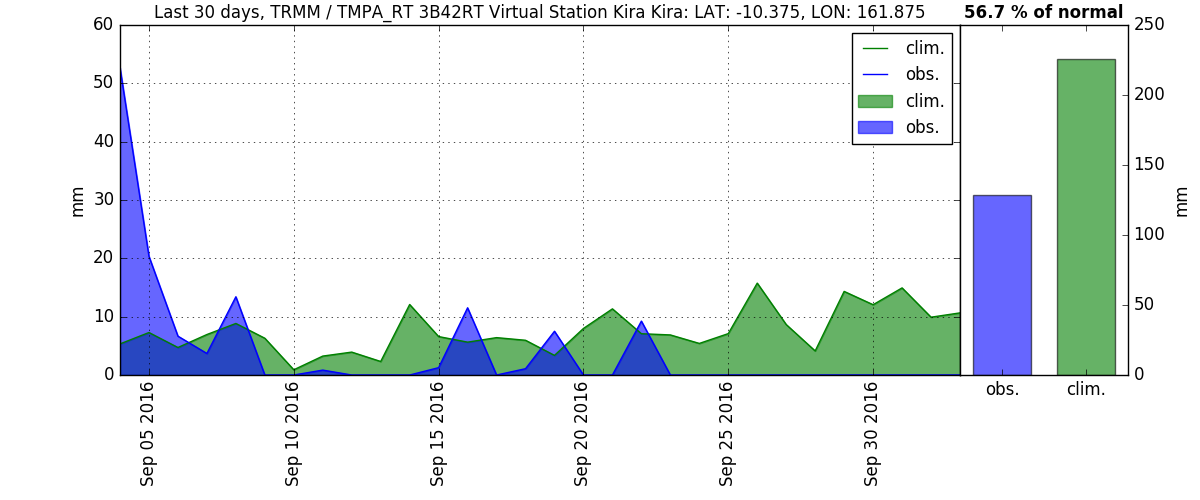 Last 30 days, TRMM / TMPA_RT 3B42RT Virtual Station Kira Kira: LAT: -10.375, LON: 161.875
56.7 % of normal
60
50
40
30
20
10
0
mm
clim.
obs.
clim.
obs.
Sep 05 2016
Sep 10 2016
Sep 15 2016
Sep 20 2016
Sep 25 2016
Sep 30 2016
250
200
150
100
50
0
mm
obs.
clim.